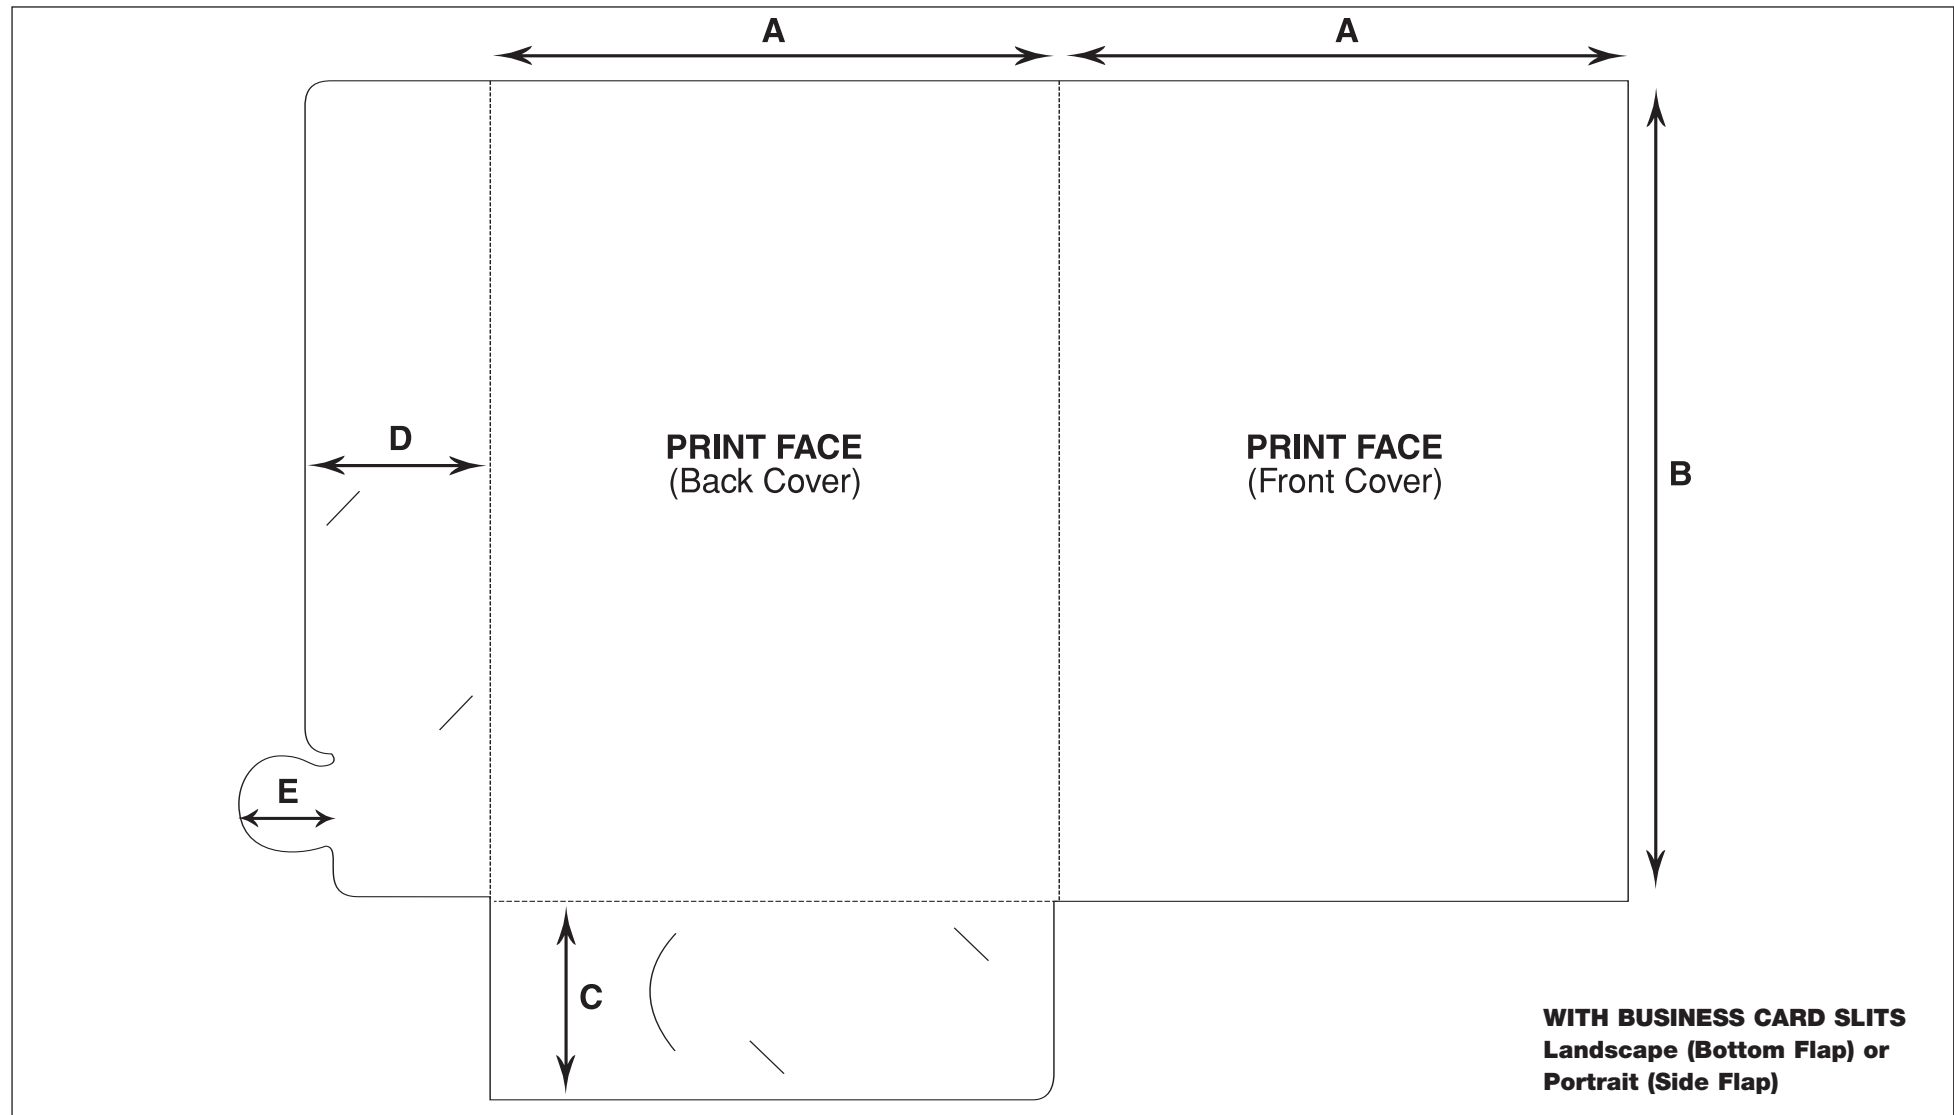 A
A
D
PRINT FACE
(Back Cover)
PRINT FACE
(Front Cover)
B
E
C
WITH BUSINESS CARD SLITS
Landscape (Bottom Flap) or
Portrait (Side Flap)